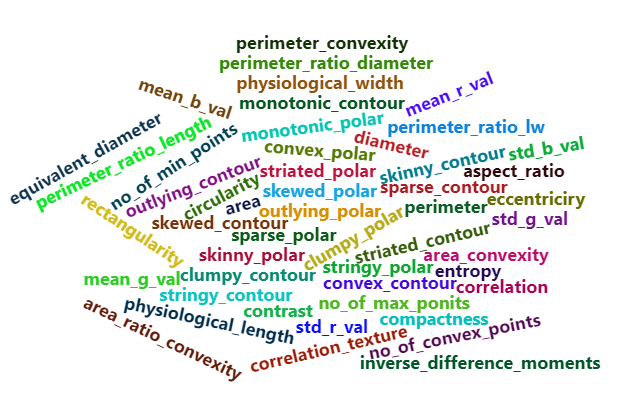 perimeter_convexity
perimeter_ratio_diameter
physiological_width
mean_b_val
mean_r_val
monotonic_contour
equivalent_diameter
perimeter_ratio_length
no_of_min_points
monotonic_polar
perimeter_ratio_lw
diameter
convex_polar
std_b_val
skinny_contour
outlying_contour
striated_polar
aspect_ratio
circularity
skewed_polar
sparse_contour
eccentriciry
rectangularity
area
outlying_polar
perimeter
std_g_val
skewed_contour
sparse_polar
clumpy_polar
striated_contour
skinny_polar
area_convexity
mean_g_val
clumpy_contour
stringy_polar
entropy
convex_contour
correlation
stringy_contour
no_of_max_ponits
area_ratio_convexity
physiological_length
contrast
std_r_val
compactness
correlation_texture
no_of_convex_points
inverse_difference_moments